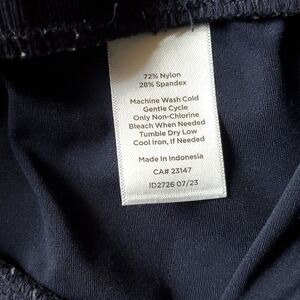 72% Nylon
28% Spandex
Machine Wash Cold
Gentle Cycle
Only Non-Chlorine
Bleach When Needed
Tumble Dry Low
Cool Iron, If Needed
Made In Indonesia
CA# 23147
ID2726 07/23